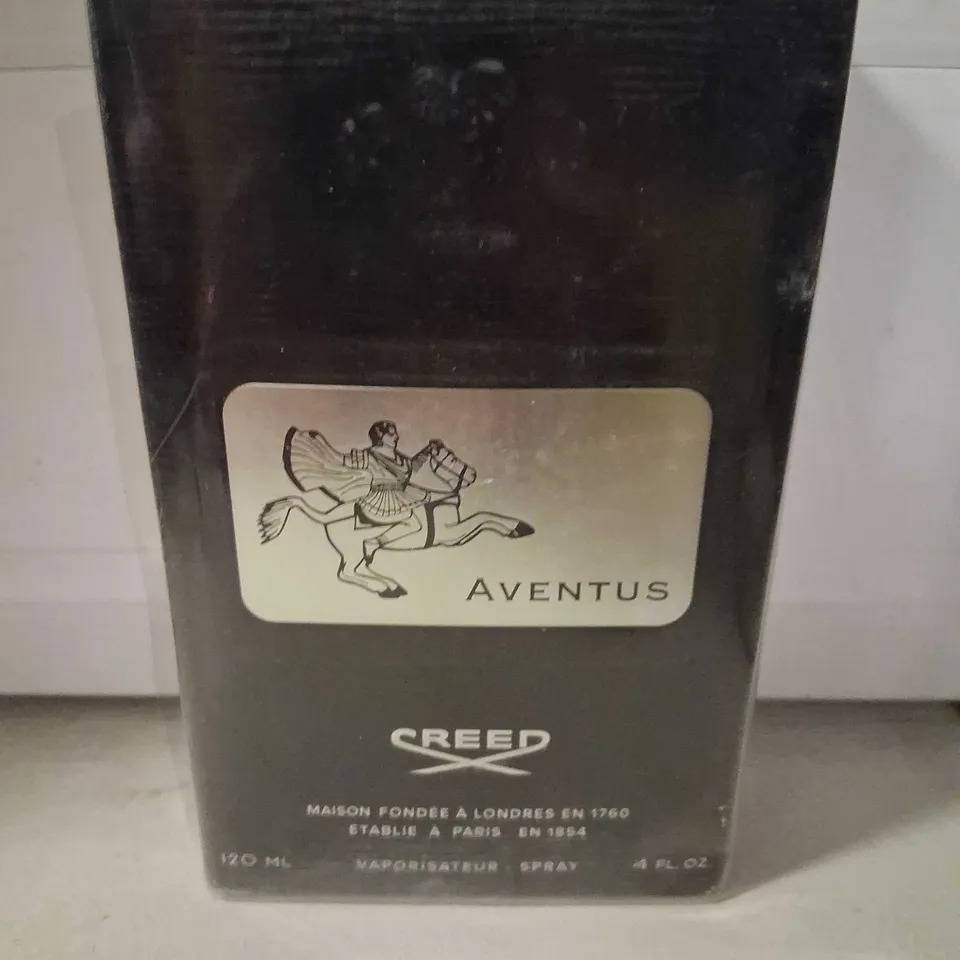 AVENTUS
CREED
MAISON FONDÉE À LONDRES EN 1760
ETABLIE À PARIS EN 1854
120 ML VAPORISATEUR - SPRAY 4 FL. OZ.